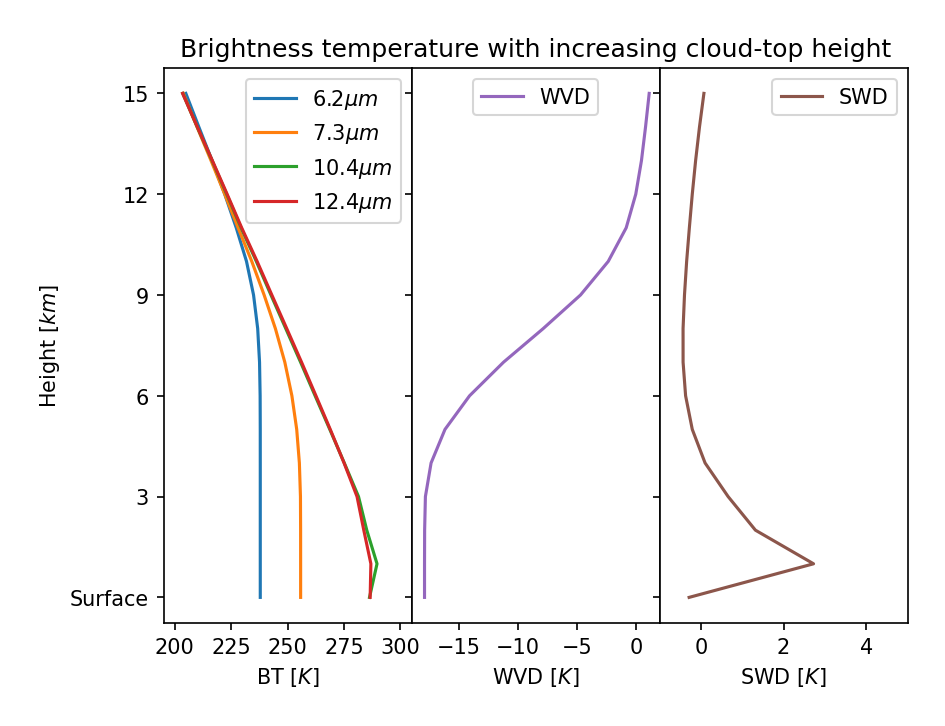 Brightness temperature with increasing cloud-top height
Height [km]
15
12
9
6
3
Surface
6.2μm
7.3μm
10.4μm
12.4μm
WVD
SWD
200 225 250 275 300
−15 −10 −5 0
0 2 4
BT [K]
WVD [K]
SWD [K]